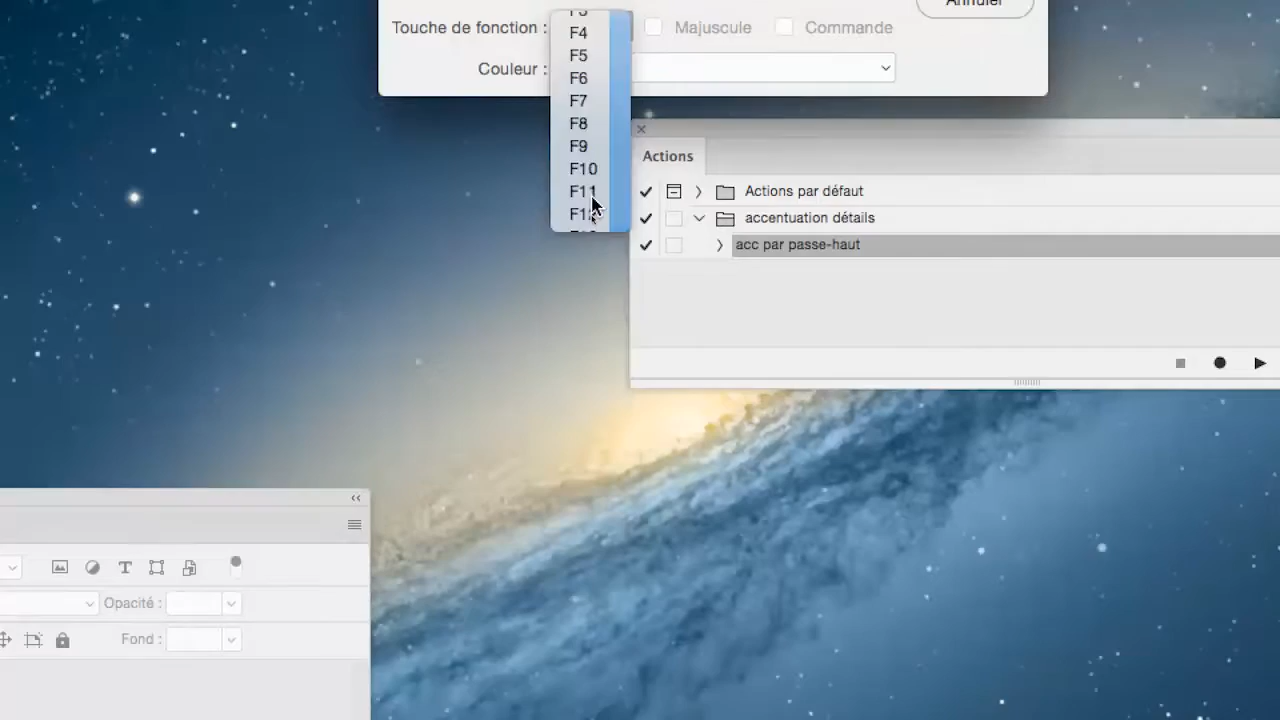 Annuler
Touche de fonction :
Majuscule
Commande
F4
F5
Couleur :
F6
F7
F8
F9
F10
F11
Actions
Actions par défaut
accentuation détails
acc par passe-haut
Opacité :
Fond :